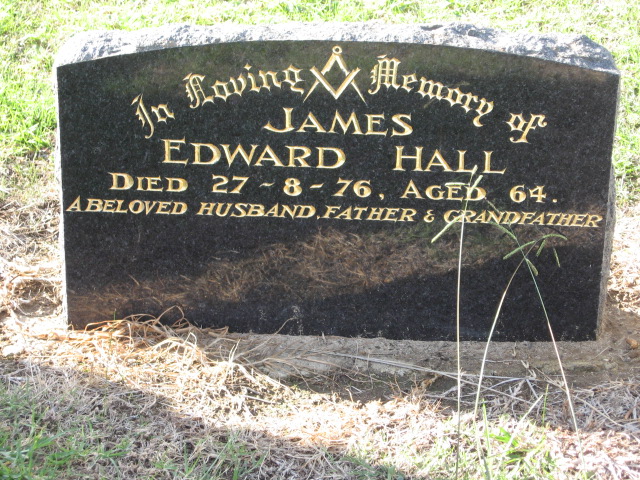 In Loving Memory of
JAMES
EDWARD HALL
DIED 27-8-76, AGED 64.
A BELOVED HUSBAND, FATHER & GRANDFATHER